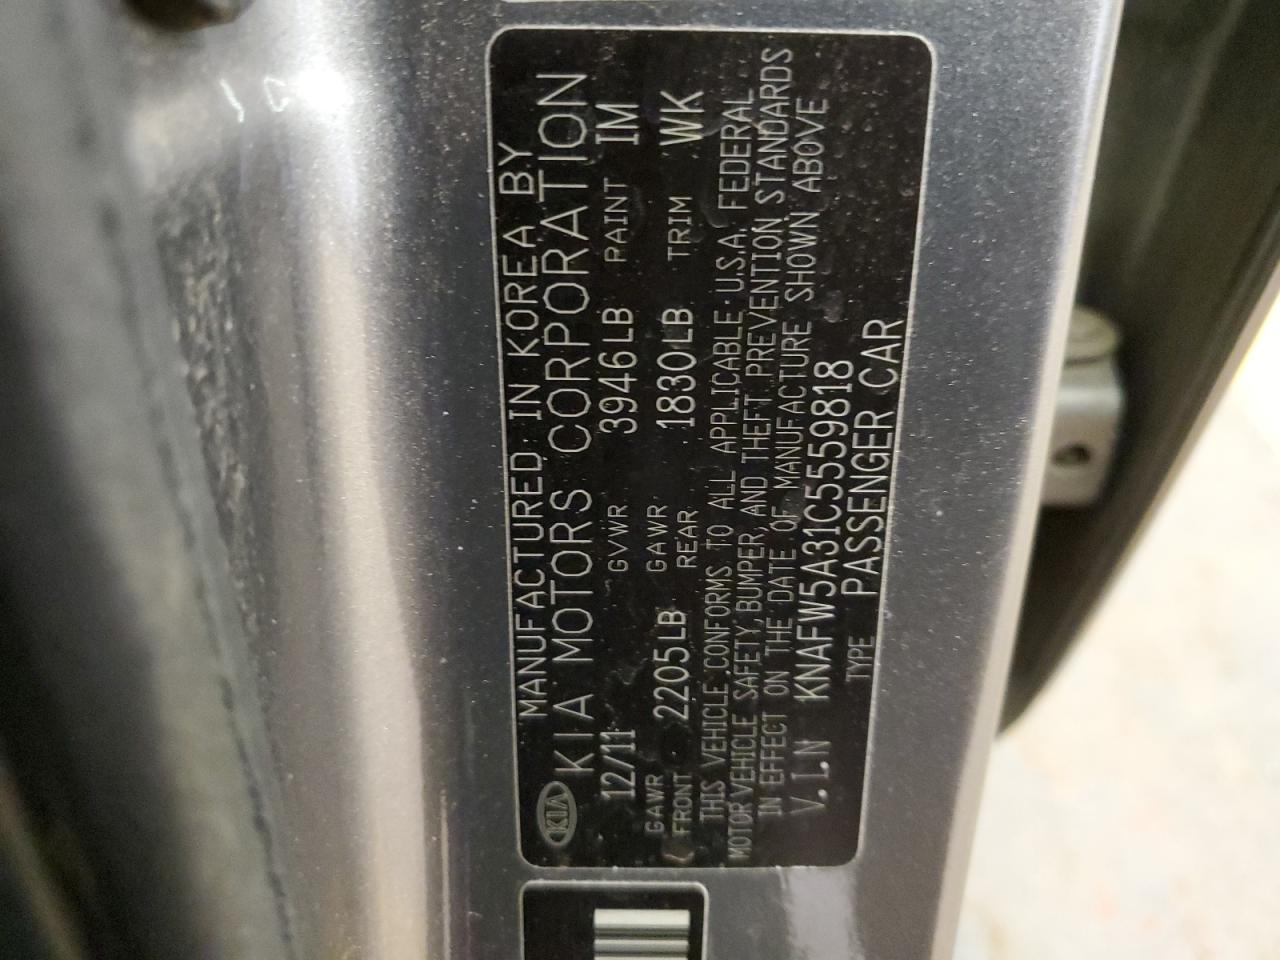 MANUFACTURED IN KOREA BY
KIA KIA MOTORS CORPORATION
12/11 GVWR 3946LB PAINT IM
GAWR FRONT 2205LB GAWR REAR 1830LB TRIM WK
THIS VEHICLE CONFORMS TO ALL APPLICABLE U.S.A. FEDERAL
MOTOR VEHICLE SAFETY, BUMPER, AND THEFT PREVENTION STANDARDS
IN EFFECT ON THE DATE OF MANUFACTURE SHOWN ABOVE
V.I.N KNAFW5A31C5559818
TYPE PASSENGER CAR